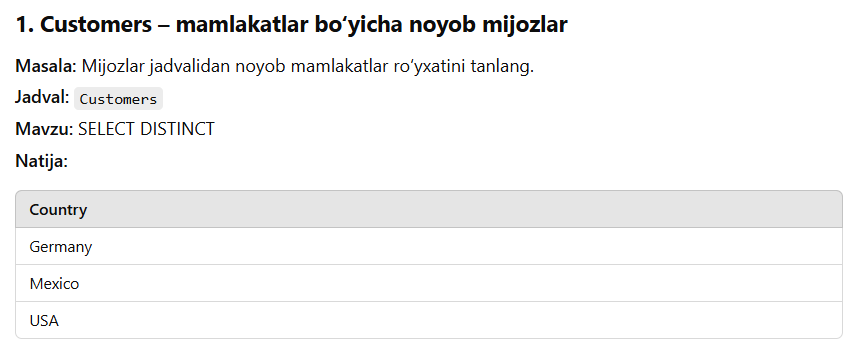 1. Customers – mamlakatlar bo‘yicha noyob mijozlar
Masala: Mijozlar jadvalidan noyob mamlakatlar ro‘yxatini tanlang.
Jadval: Customers
Mavzu: SELECT DISTINCT
Natija:
Country
Germany
Mexico
USA